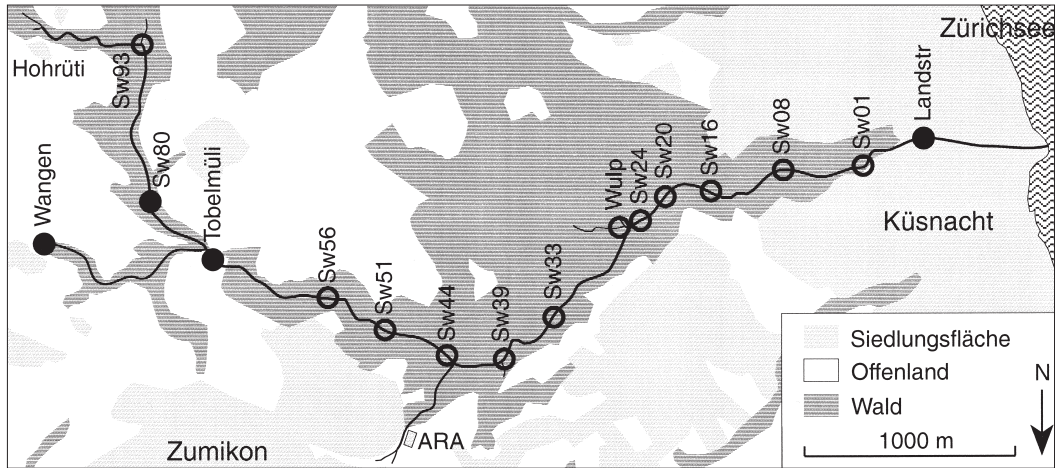 Zürichsee
Hohrüti
Sw93
Landstr
Sw80
Sw01
Sw08
Sw16
Sw20
Sw24
Wulp
Wangen
Tobelmüli
Küsnacht
Sw56
Sw51
Sw44
Sw39
Sw33
Siedlungsfläche
Offenland
Wald
N
1000 m
ARA
Zumikon